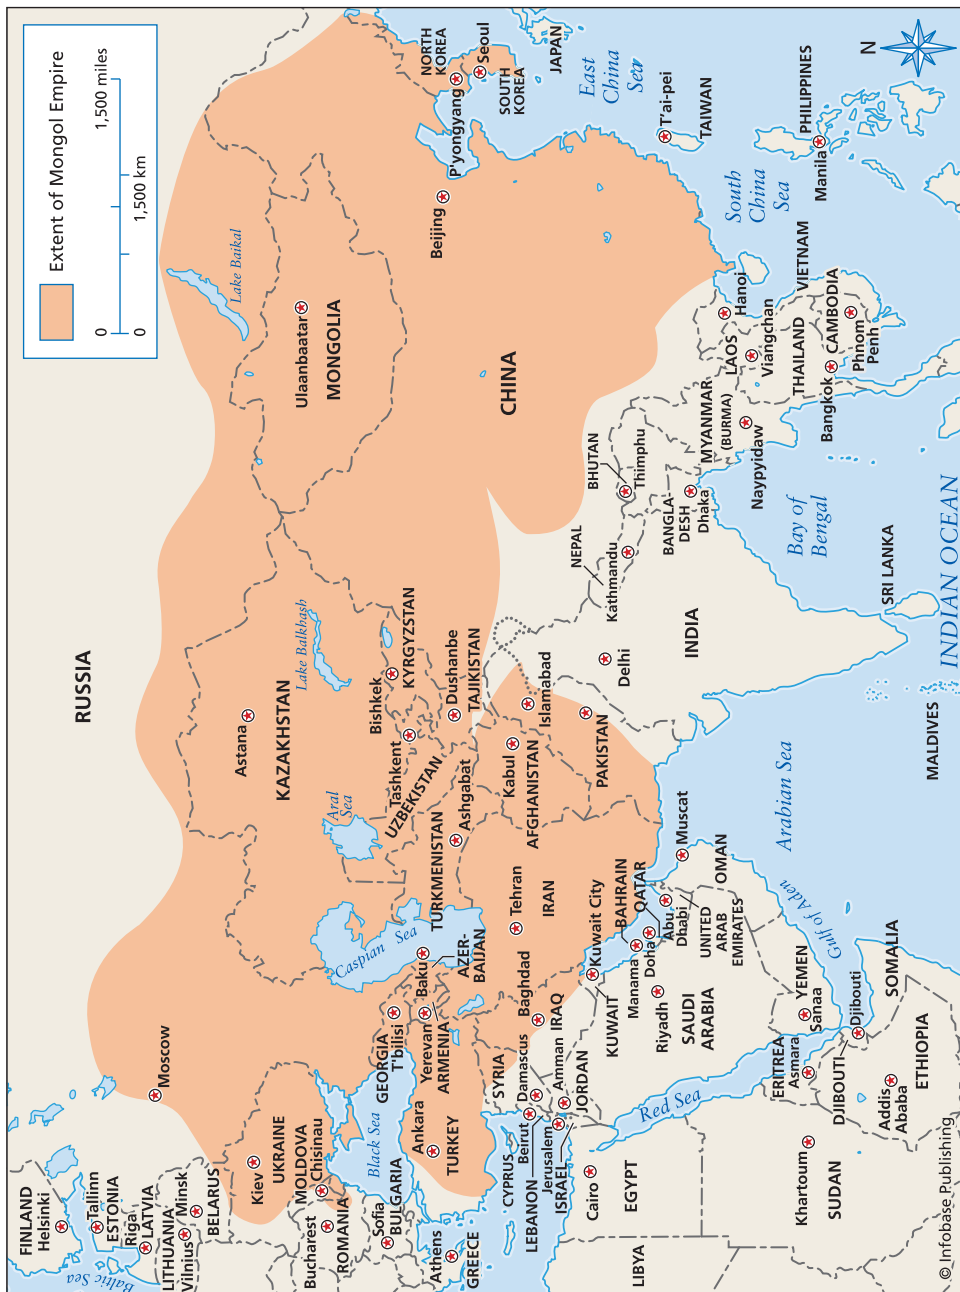 Extent of Mongol Empire
0
1,500 miles
0
1,500 km
N
RUSSIA
FINLAND
Helsinki
Baltic Sea
Tallinn
ESTONIA
Riga
LATVIA
LITHUANIA
Vilnius
Minsk
BELARUS
Moscow
Kiev
UKRAINE
MOLDOVA
Chisinau
Bucharest
ROMANIA
Sofia
BULGARIA
Black Sea
Athens
GREECE
GEORGIA
T'bilisi
Yerevan
ARMENIA
Baku
AZER-
BAIJAN
Caspian Sea
Ankara
TURKEY
Aral
Sea
Astana
KAZAKHSTAN
Lake Balkhash
Bishkek
KYRGYZSTAN
Tashkent
UZBEKISTAN
Dushanbe
TAJIKISTAN
TURKMENISTAN
Ashgabat
Lake Baikal
Ulaanbaatar
MONGOLIA
CHINA
Beijing
NORTH
KOREA
P'yongyang
Seoul
SOUTH
KOREA
JAPAN
East
China
Sea
T'ai-pei
TAIWAN
CYPRUS
SYRIA
LEBANON
Beirut
Damascus
Jerusalem
ISRAEL
Amman
JORDAN
Baghdad
IRAQ
Tehran
IRAN
Kabul
AFGHANISTAN
Islamabad
PAKISTAN
Cairo
EGYPT
LIBYA
Kuwait City
KUWAIT
Manama
BAHRAIN
Doha
QATAR
Abu
Dhabi
UNITED
ARAB
EMIRATES
Riyadh
SAUDI
ARABIA
Muscat
OMAN
Red Sea
Arabian Sea
Delhi
INDIA
NEPAL
Kathmandu
BHUTAN
Thimphu
BANGLA-
DESH
Dhaka
MYANMAR
(BURMA)
Naypyidaw
LAOS
Viangchan
Hanoi
VIETNAM
THAILAND
Bangkok
CAMBODIA
Phnom
Penh
South
China
Sea
PHILIPPINES
Manila
Bay of
Bengal
Khartoum
SUDAN
ERITREA
Asmara
YEMEN
Sanaa
Gulf of Aden
DJIBOUTI
Djibouti
Addis
Ababa
ETHIOPIA
SOMALIA
MALDIVES
SRI LANKA
INDIAN OCEAN
© Infobase Publishing